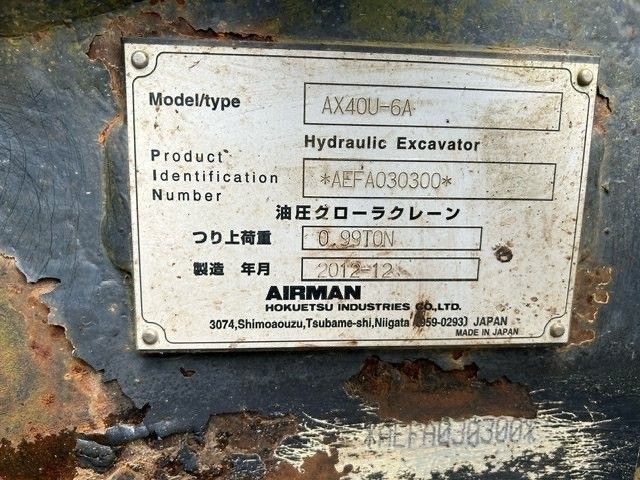 Model/type AX40U-6A
Hydraulic Excavator
Product
Identification
Number
*AEFA030300*
油圧クローラクレーン
つり上荷重 0.99TON
製造 年月 2012-12
AIRMAN
HOKUETSU INDUSTRIES CO.,LTD.
3074,Shimoaouzu,Tsubame-shi,Niigata (959-0293) JAPAN
MADE IN JAPAN
*AEFA030300*